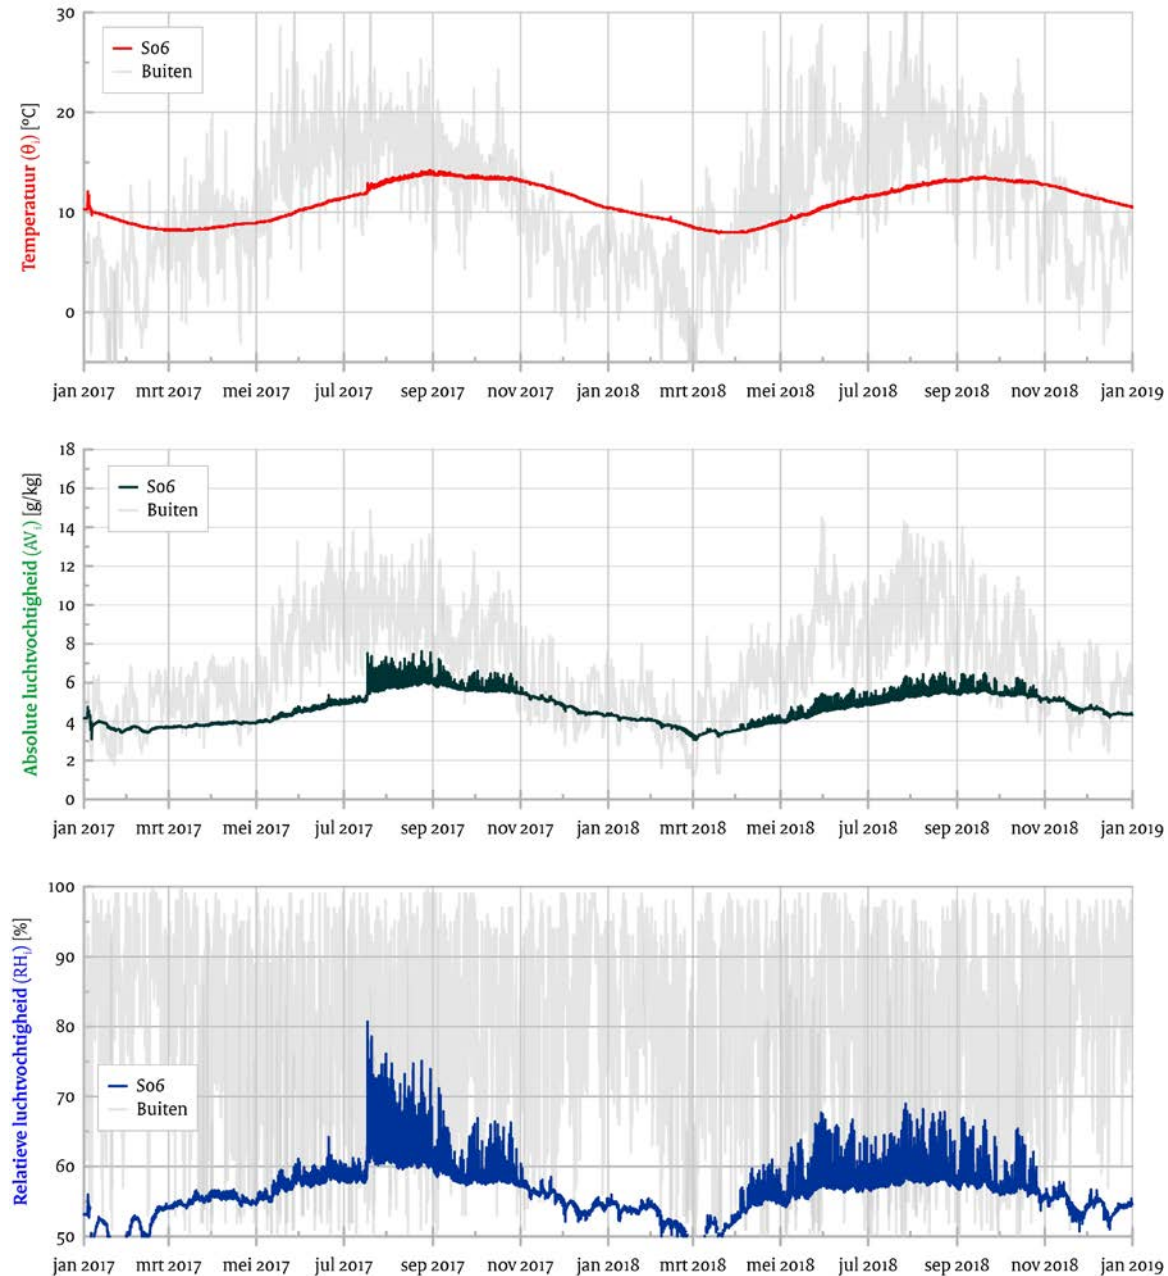 30
20
10
0
Temperatuur (θᵢ) [ºC]
So6
Buiten
jan 2017 mrt 2017 mei 2017 jul 2017 sep 2017 nov 2017 jan 2018 mrt 2018 mei 2018 jul 2018 sep 2018 nov 2018 jan 2019
18
16
14
12
10
8
6
4
2
0
Absolute luchtvochtigheid (AVᵢ) [g/kg]
So6
Buiten
jan 2017 mrt 2017 mei 2017 jul 2017 sep 2017 nov 2017 jan 2018 mrt 2018 mei 2018 jul 2018 sep 2018 nov 2018 jan 2019
100
90
80
70
60
50
Relatieve luchtvochtigheid (RHᵢ) [%]
So6
Buiten
jan 2017 mrt 2017 mei 2017 jul 2017 sep 2017 nov 2017 jan 2018 mrt 2018 mei 2018 jul 2018 sep 2018 nov 2018 jan 2019